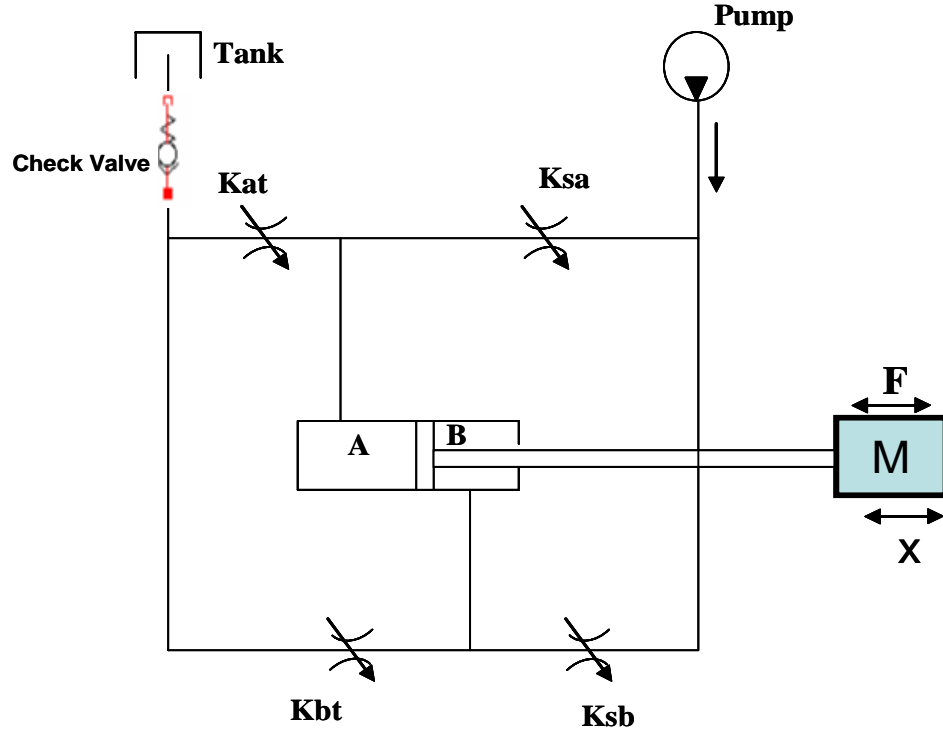 Pump
Tank
Check Valve
Kat
Ksa
F
A
B
M
X
Kbt
Ksb